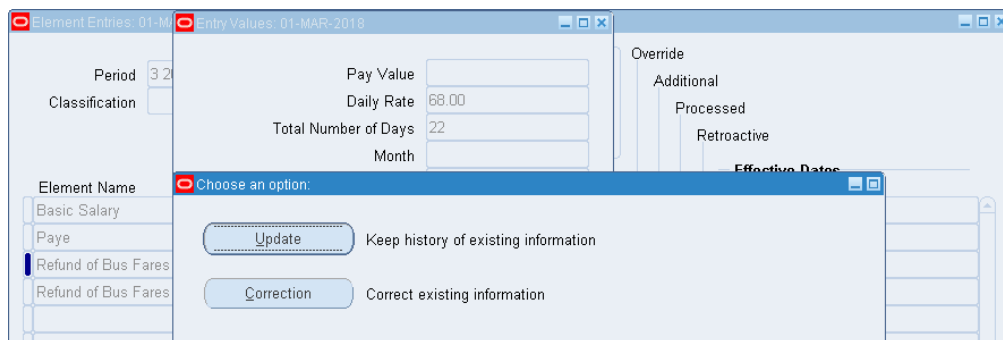 Element Entries: 01-MA
Entry Values: 01-MAR-2018
Period 3 20
Classification
Pay Value
Daily Rate 68.00
Total Number of Days 22
Month
Override
Additional
Processed
Retroactive
Effective Dates
Element Name
Basic Salary
Paye
Refund of Bus Fares
Refund of Bus Fares
Choose an option:
Update Keep history of existing information
Correction Correct existing information